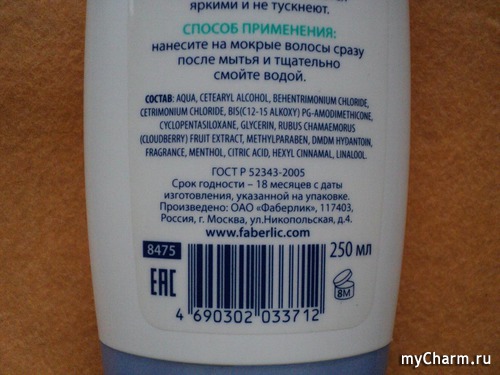 яркими и не тускнеют.
СПОСОБ ПРИМЕНЕНИЯ:
нанесите на мокрые волосы сразу
после мытья и тщательно
смойте водой.
СОСТАВ: AQUA, CETEARYL ALCOHOL, BEHENTRIMONIUM CHLORIDE,
CETRIMONIUM CHLORIDE, BIS(C12-15 ALKOXY) PG-AMODIMETHICONE,
CYCLOPENTASILOXANE, GLYCERIN, RUBUS CHAMAEMORUS
(CLOUDBERRY) FRUIT EXTRACT, METHYLPARABEN, DMDM HYDANTOIN,
FRAGRANCE, MENTHOL, CITRIC ACID, HEXYL CINNAMAL, LINALOOL.
ГОСТ Р 52343-2005
Срок годности – 18 месяцев с даты
изготовления, указанной на упаковке.
Произведено: ОАО «Фаберлик», 117403,
Россия, г. Москва, ул.Никопольская, д.4.
www.faberlic.com
8475
250 мл
EAC
8M
4 690302 033712
myCharm.ru